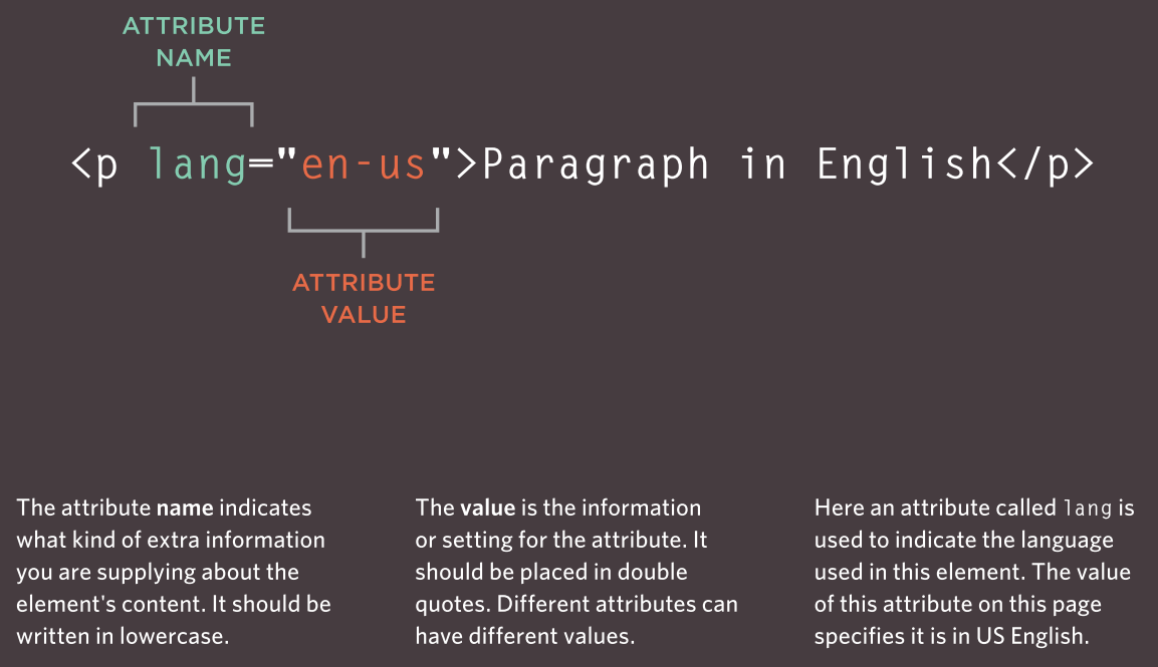 ATTRIBUTE
NAME
<p lang="en-us">Paragraph in English</p>
ATTRIBUTE
VALUE
The attribute name indicates
what kind of extra information
you are supplying about the
element's content. It should be
written in lowercase.
The value is the information
or setting for the attribute. It
should be placed in double
quotes. Different attributes can
have different values.
Here an attribute called lang is
used to indicate the language
used in this element. The value
of this attribute on this page
specifies it is in US English.